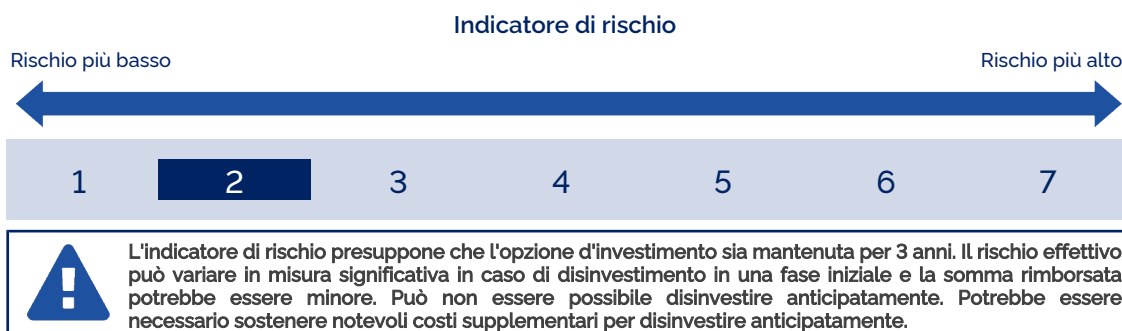 Indicatore di rischio
Rischio più basso Rischio più alto
1 2 3 4 5 6 7
L'indicatore di rischio presuppone che l'opzione d'investimento sia mantenuta per 3 anni. Il rischio effettivo
può variare in misura significativa in caso di disinvestimento in una fase iniziale e la somma rimborsata
potrebbe essere minore. Può non essere possibile disinvestire anticipatamente. Potrebbe essere
necessario sostenere notevoli costi supplementari per disinvestire anticipatamente.